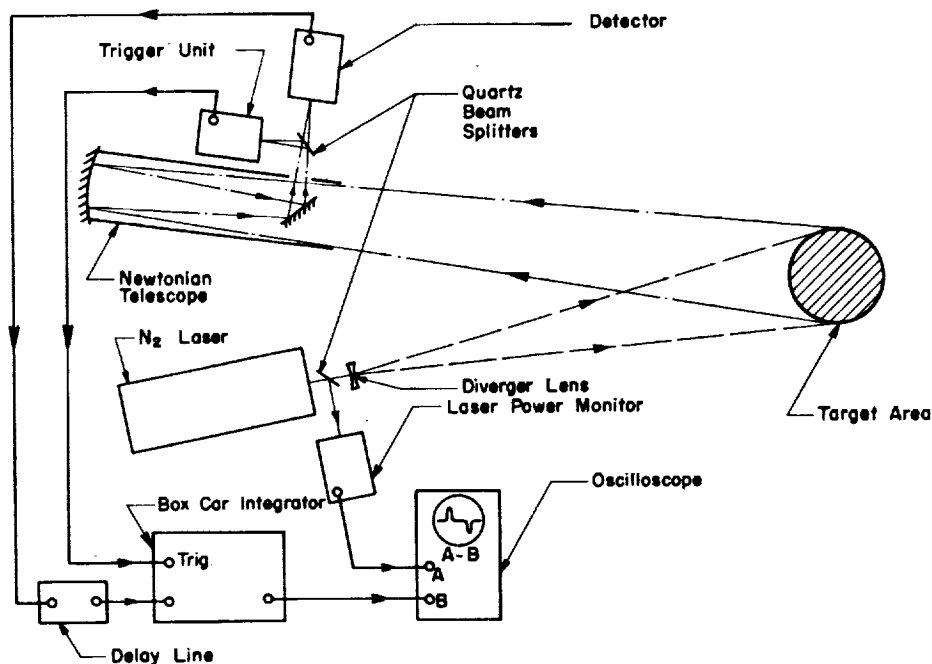 Detector
Trigger Unit
Quartz
Beam
Splitters
Newtonian
Telescope
N₂ Laser
Diverger Lens
Laser Power Monitor
Target Area
Oscilloscope
Box Car Integrator
A-B
Trig.
A
B
Delay Line